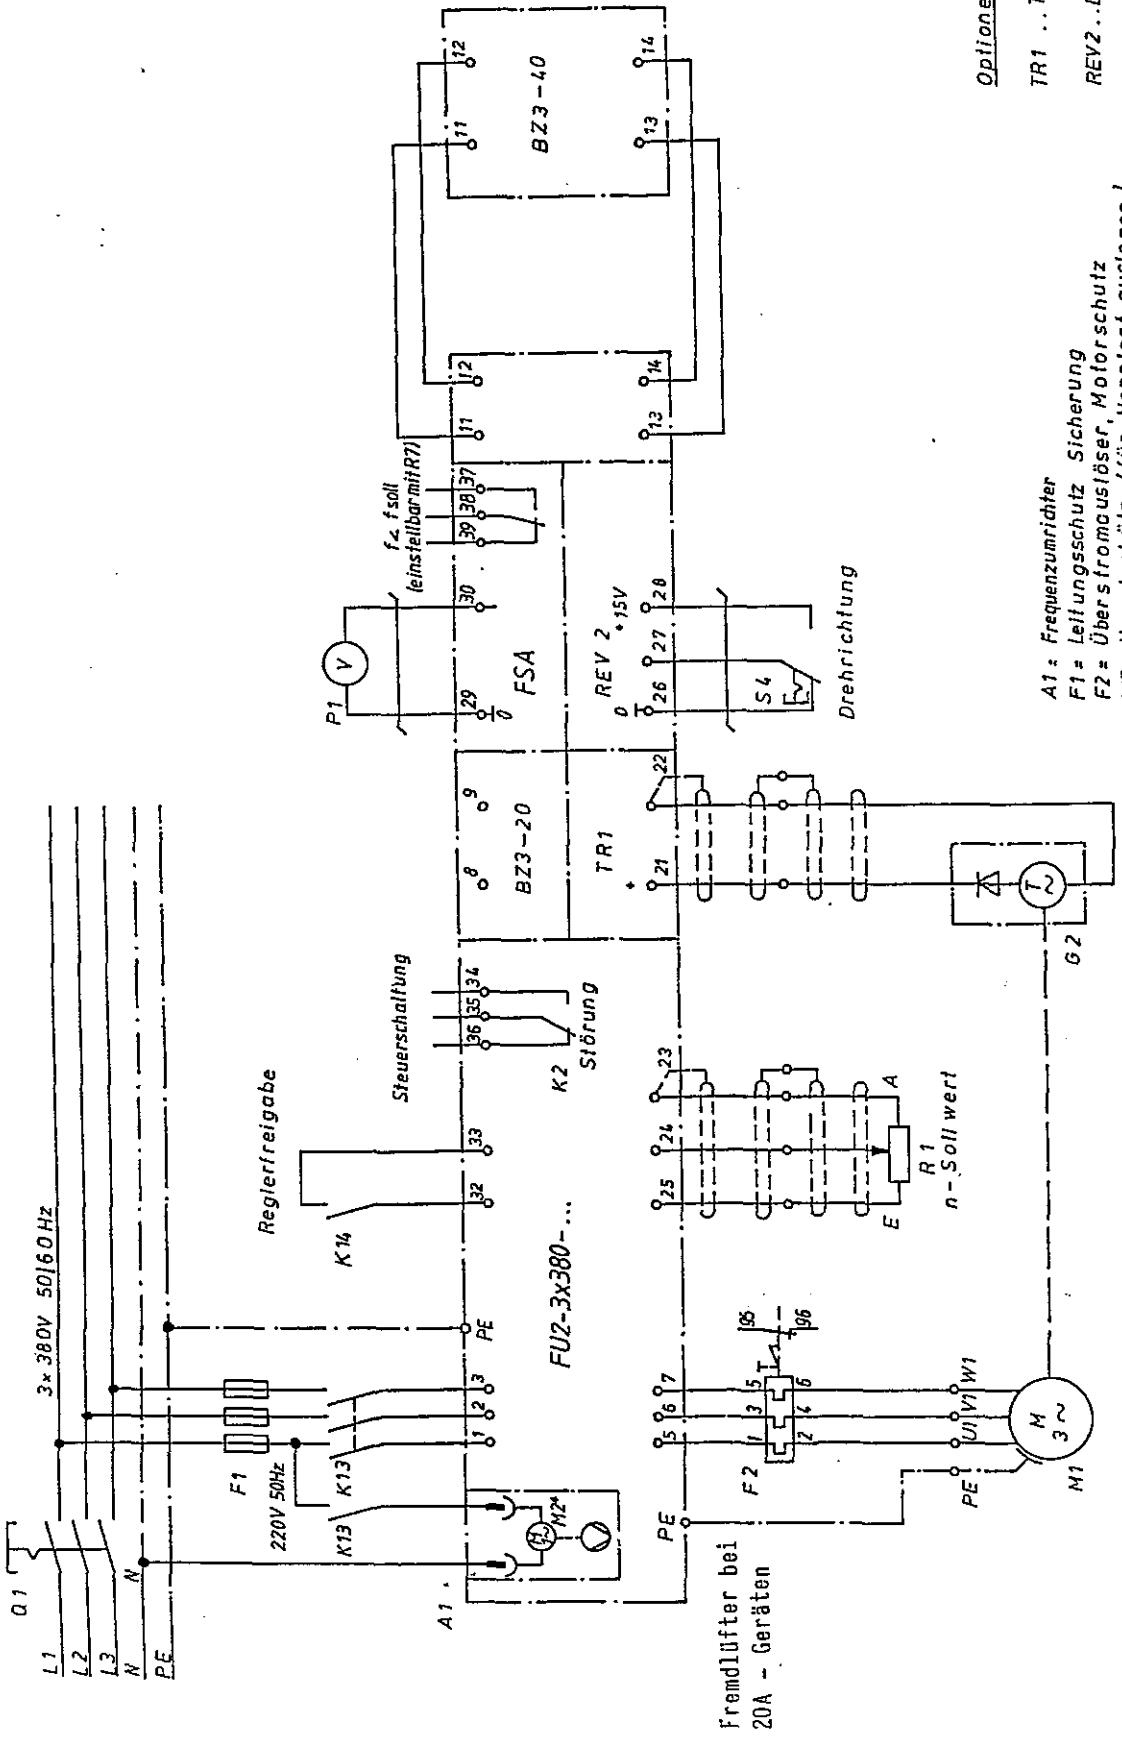 Q1
L1
L2
L3
N
PE
N
3×380V 50/60Hz
F1
220V 50Hz
K13
K13
A1
M2*
M
1
2
3
PE
Reglerfreigabe
K14
32
33
Steuerschaltung
36
35
34
K2
Störung
FU2-3x380-...
8
9
BZ3-20
TR1
+
21
22
P1
V
29
30
0
FSA
f<fsoll
(einstellbar mit R7)
39
38
37
REV 2
0
+15V
26
27
28
S4
Drehrichtung
11
12
13
14
11
12
13
14
BZ3-40
PE
5
6
7
F2
1
3
5
2
4
6
95
96
PE
U1
V1
W1
M
3~
M1
25
24
23
E
A
R1
n-Sollwert
T
~
G2
Fremdlüfter bei
20A - Geräten
A1= Frequenzumrichter
F1= Leitungsschutz Sicherung
F2= Überstromauslöser, Motorschutz
Optione
TR1 ..T
REV2..